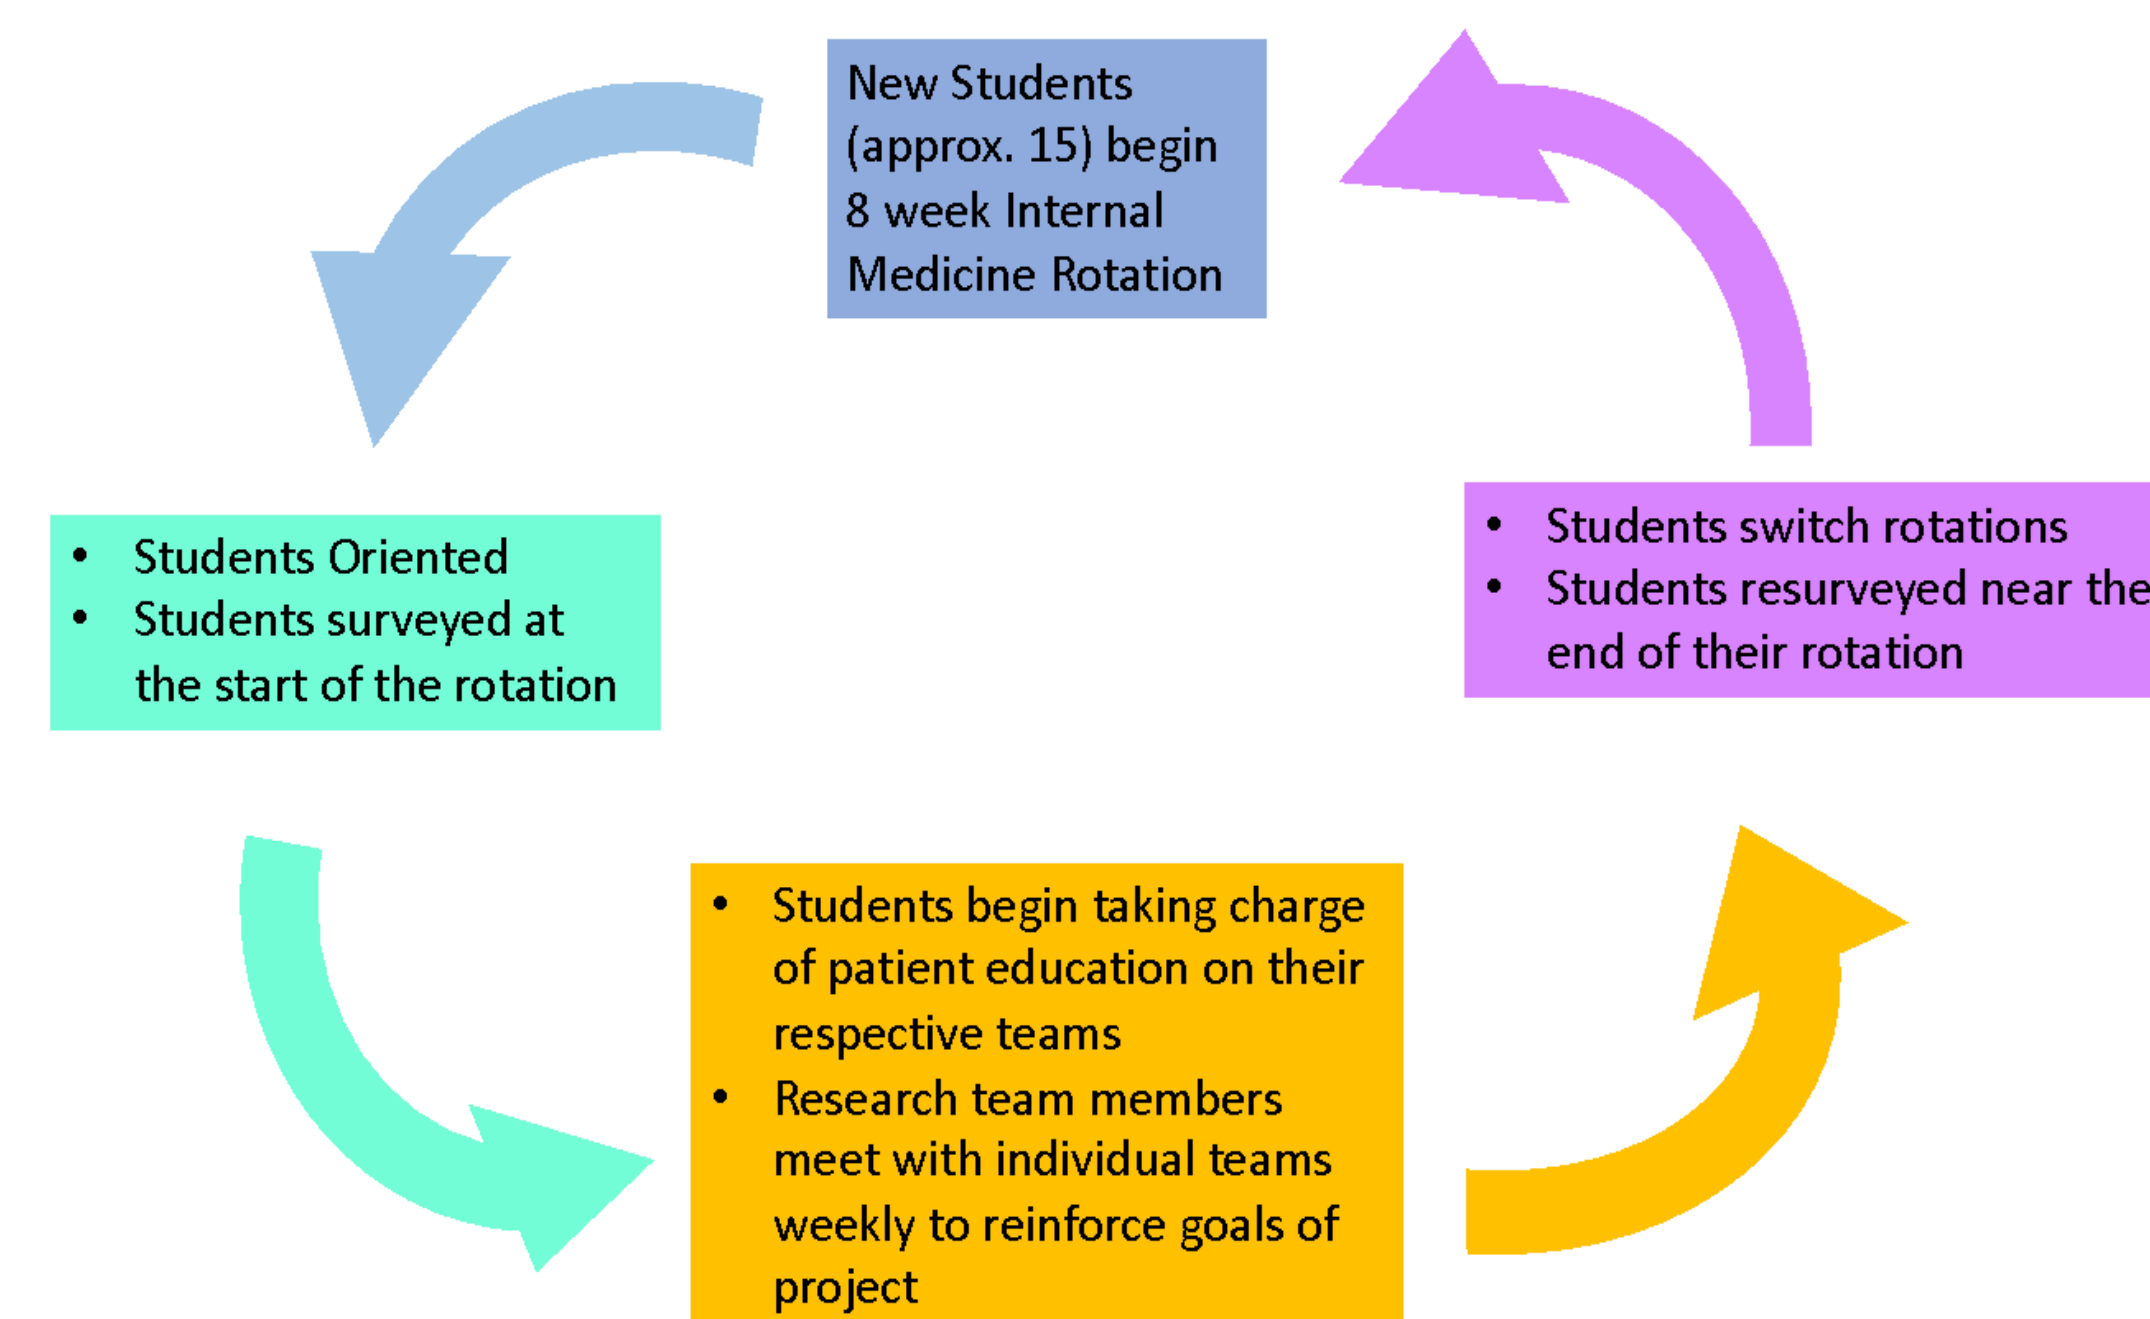 New Students
(approx. 15) begin
8 week Internal
Medicine Rotation
• Students Oriented
• Students surveyed at
the start of the rotation
• Students begin taking charge
of patient education on their
respective teams
• Research team members
meet with individual teams
weekly to reinforce goals of
project
• Students switch rotations
• Students resurveyed near the
end of their rotation